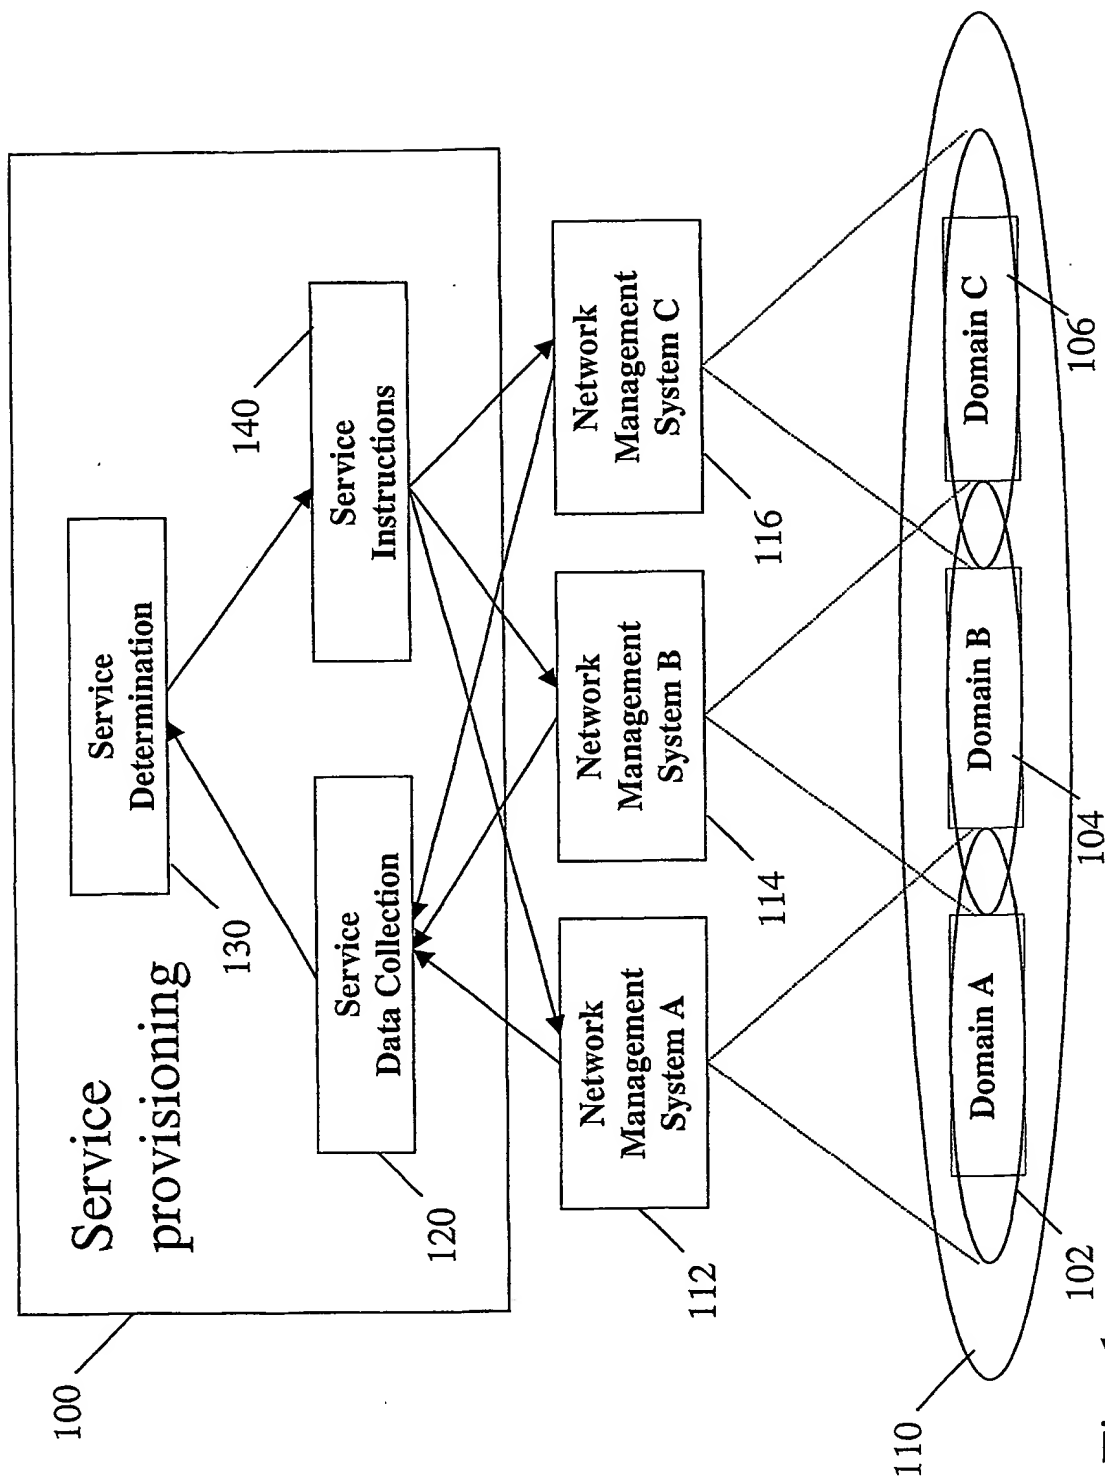 Service
provisioning
100
Service
Determination
130
Service
Data Collection
120
Service
Instructions
140
Network
Management
System A
112
Network
Management
System B
114
Network
Management
System C
116
Domain A
102
Domain B
104
Domain C
106
110